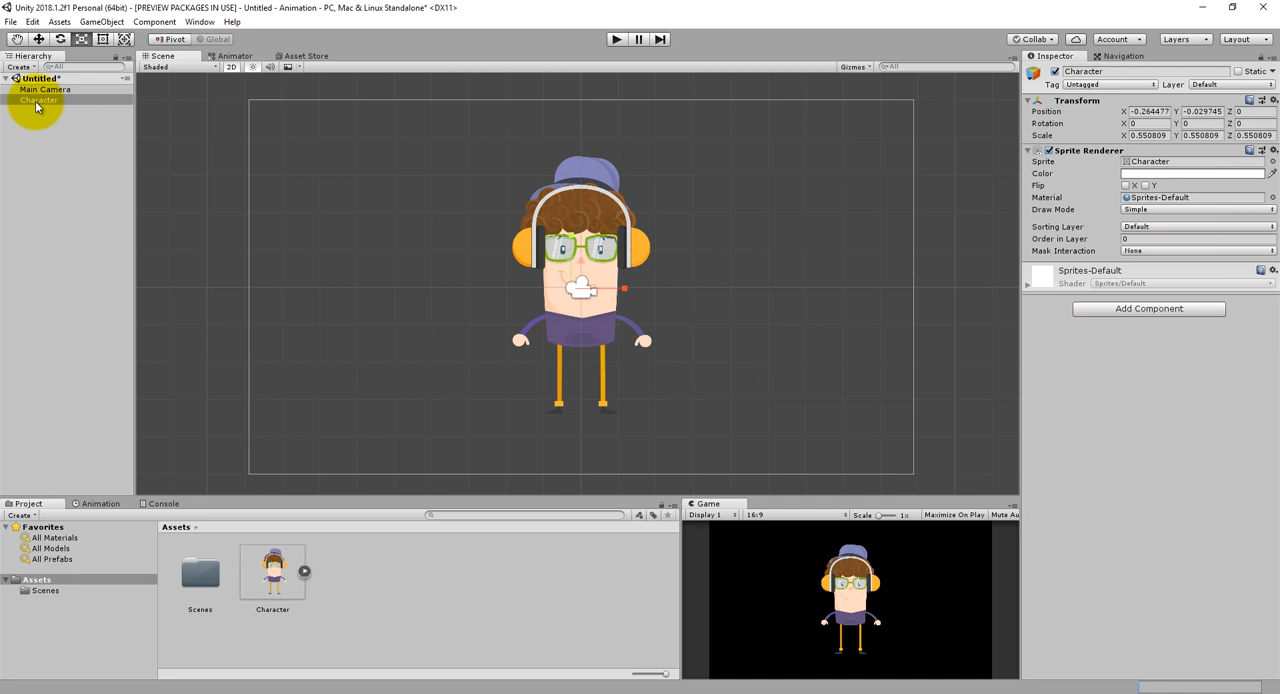 Unity 2018.1.2f1 Personal (64bit) - [PREVIEW PACKAGES IN USE] - Untitled - Animation - PC, Mac & Linux Standalone* <DX11>
File Edit Assets GameObject Component Window Help
Pivot Global Collab Account Layers Layout
Hierarchy Scene Animator Asset Store Inspector Navigation
Create All Shaded 2D Gizmos All
Untitled*
Main Camera
Character
Character Static
Tag Untagged Layer Default
Transform
Position X -0.264477 Y -0.029745 Z 0
Rotation X 0 Y 0 Z 0
Scale X 0.550809 Y 0.550809 Z 0.550809
Sprite Renderer
Sprite Character
Color
Flip X Y
Material Sprites-Default
Draw Mode Simple
Sorting Layer Default
Order in Layer 0
Mask Interaction None
Sprites-Default
Shader Sprites/Default
Add Component
Project Animation Console Game
Create Display 1 16:9 Scale 1x Maximize On Play Mute Au
Favorites
All Materials
All Models
All Prefabs
Assets
Scenes
Assets
Scenes Character